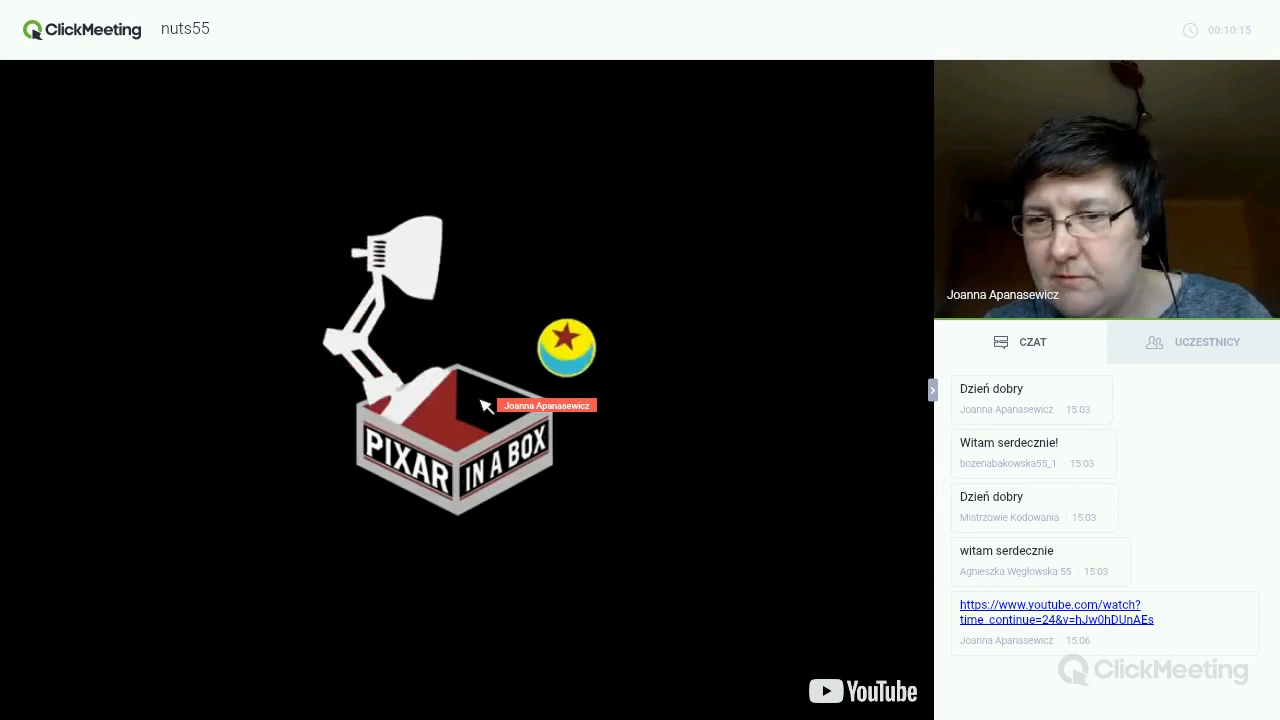 ClickMeeting
nuts55
00:10:15
PIXAR
IN A BOX
Joanna Apanasewicz
YouTube
Joanna Apanasewicz
CZAT
UCZESTNICY
Dzień dobry
Joanna Apanasewicz · 15:03
Witam serdecznie!
bozenabakowska55_1 · 15:03
Dzień dobry
Mistrzowie Kodowania · 15:03
witam serdecznie
Agnieszka Węgłowska 55 · 15:03
https://www.youtube.com/watch?
time_continue=24&v=hJw0hDUnAEs
Joanna Apanasewicz · 15:06
ClickMeeting